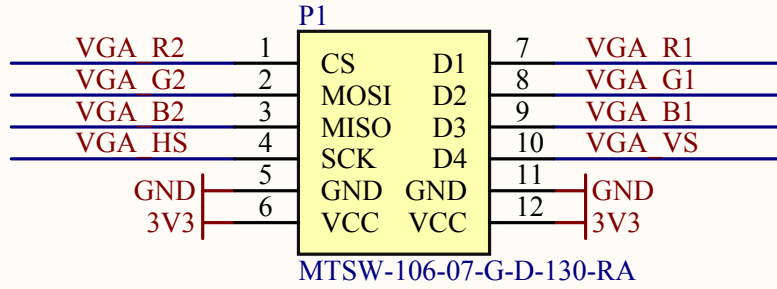 P1
VGA_R2 1 CS D1 7 VGA_R1
VGA_G2 2 MOSI D2 8 VGA_G1
VGA_B2 3 MISO D3 9 VGA_B1
VGA_HS 4 SCK D4 10 VGA_VS
GND 5 GND GND 11 GND
3V3 6 VCC VCC 12 3V3
MTSW-106-07-G-D-130-RA